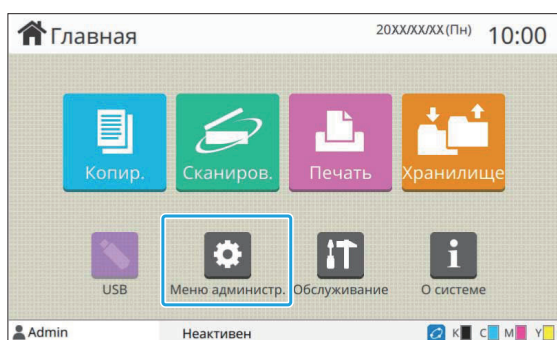 Главная 20XX/XX/XX (Пн) 10:00
Копир. Сканиров. Печать Хранилище
USB Меню администр. Обслуживание О системе
Admin Неактивен K C M Y